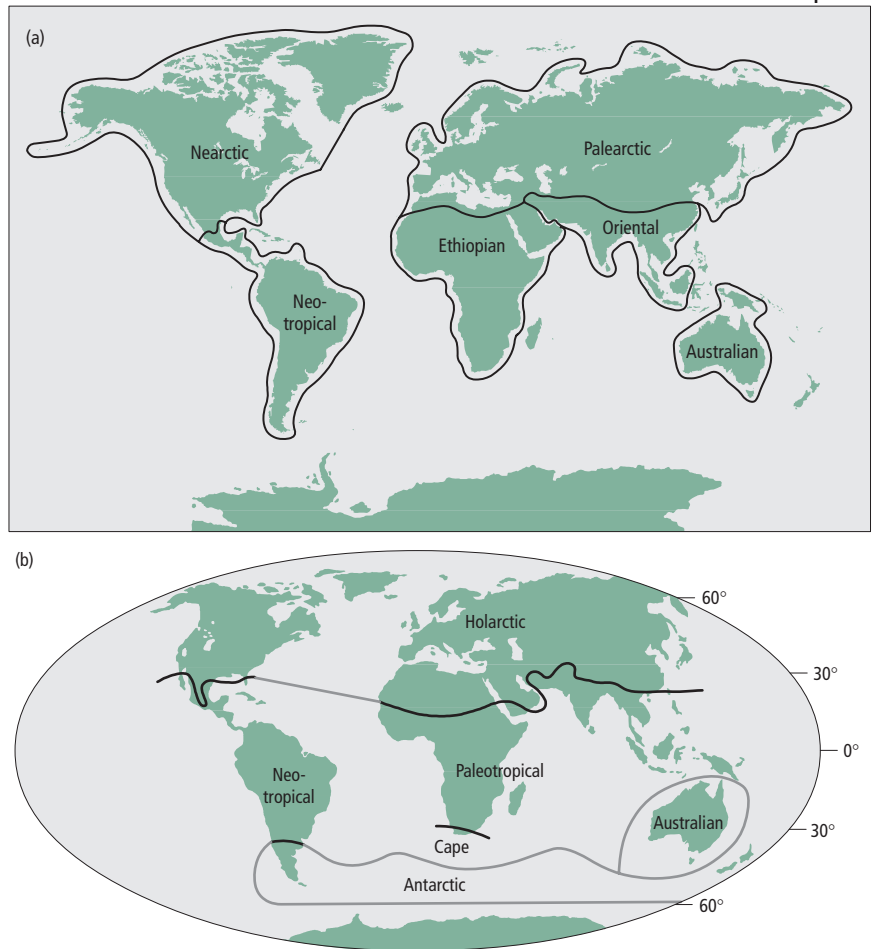 (a)
Nearctic
Palearctic
Oriental
Ethiopian
Neo-
tropical
Australian
(b)
60°
Holarctic
30°
0°
Neo-
tropical
Paleotropical
Australian
30°
Cape
Antarctic
60°